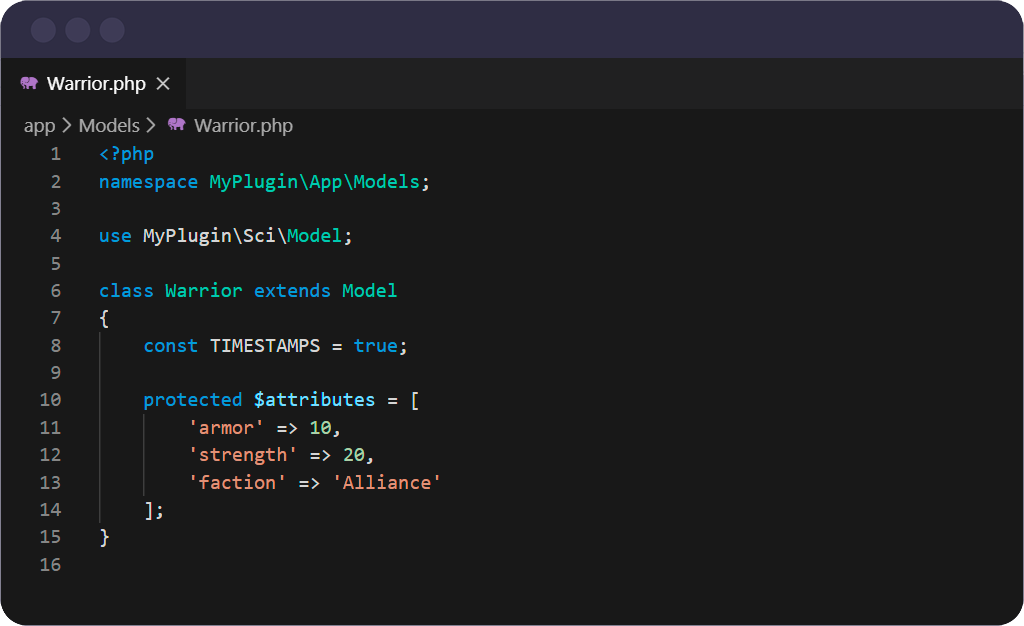 Warrior.php
app > Models > Warrior.php
1 <?php
2 namespace MyPlugin\App\Models;
3
4 use MyPlugin\Sci\Model;
5
6 class Warrior extends Model
7 {
8     const TIMESTAMPS = true;
9
10     protected $attributes = [
11         'armor' => 10,
12         'strength' => 20,
13         'faction' => 'Alliance'
14     ];
15 }
16